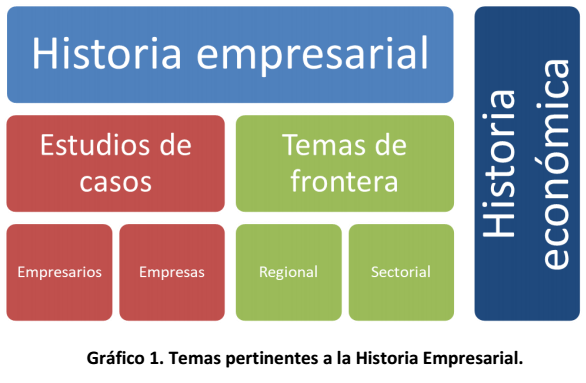 Historia empresarial
Estudios de
casos
Temas de
frontera
Empresarios
Empresas
Regional
Sectorial
Historia
económica
Gráfico 1. Temas pertinentes a la Historia Empresarial.